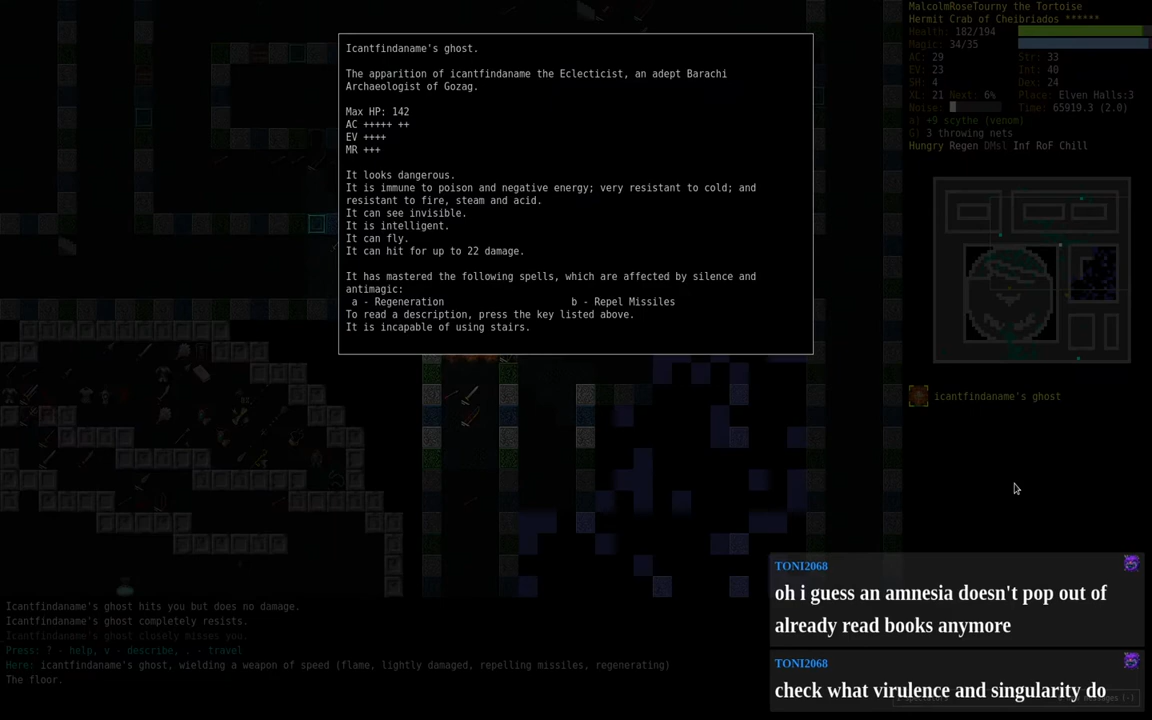 MalcolmRoseTourny the Tortoise
Hermit Crab of Cheibriados ******
Health: 182/194
Magic: 34/35
AC: 29 Str: 33
EV: 23 Int: 40
SH: 4 Dex: 24
XL: 21 Next: 6% Place: Elven Halls:3
Noise: Time: 65919.3 (2.0)
a) +9 scythe (venom)
G) 3 throwing nets
Hungry Regen DMsl Inf RoF Chill
Icantfindaname's ghost.
The apparition of icantfindaname the Eclecticist, an adept Barachi
Archaeologist of Gozag.
Max HP: 142
AC +++++ ++
EV ++++
MR +++
It looks dangerous.
It is immune to poison and negative energy; very resistant to cold; and
resistant to fire, steam and acid.
It can see invisible.
It is intelligent.
It can fly.
It can hit for up to 22 damage.
It has mastered the following spells, which are affected by silence and
antimagic:
a - Regeneration b - Repel Missiles
To read a description, press the key listed above.
It is incapable of using stairs.
icantfindaname's ghost
Icantfindaname's ghost hits you but does no damage.
Icantfindaname's ghost completely resists.
Icantfindaname's ghost closely misses you.
Press: ? - help, v - describe, . - travel
Here: icantfindaname's ghost, wielding a weapon of speed (flame, lightly damaged, repelling missiles, regenerating)
The floor.
TONI2068
oh i guess an amnesia doesn't pop out of
already read books anymore
TONI2068
check what virulence and singularity do